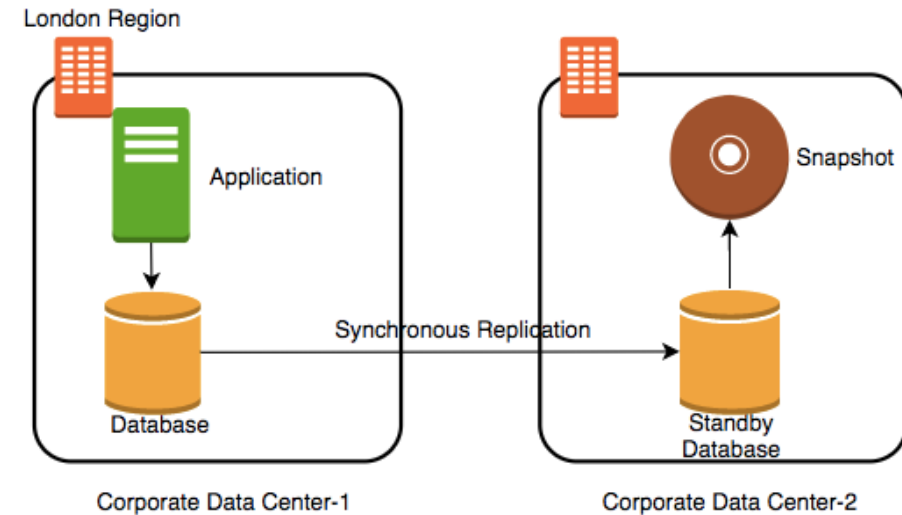 London Region
Application
Snapshot
Synchronous Replication
Database
Standby
Database
Corporate Data Center-1
Corporate Data Center-2